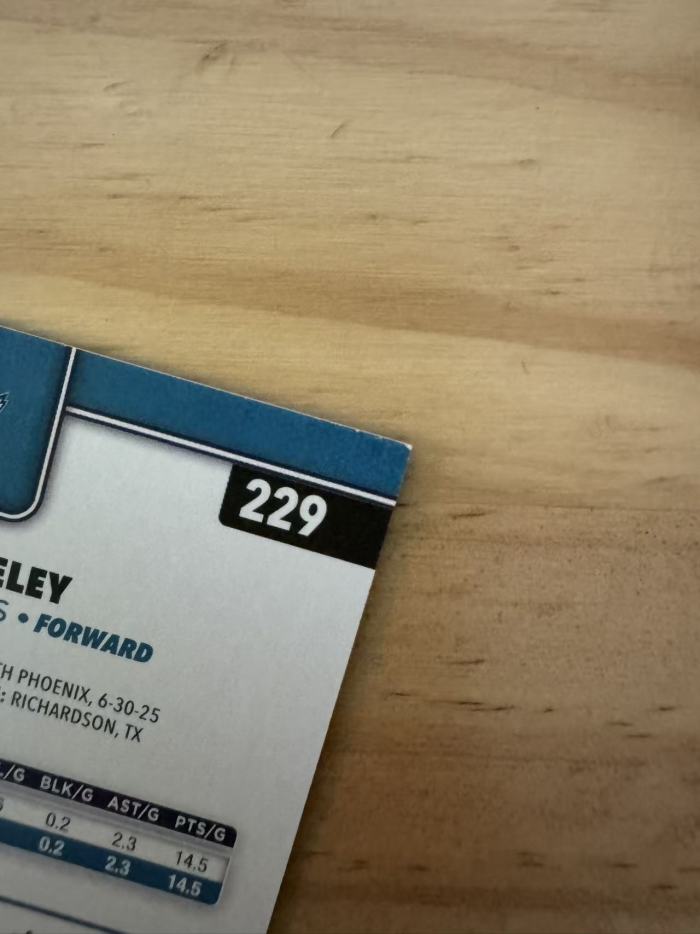 229
ELEY
S • FORWARD
TH PHOENIX, 6-30-25
: RICHARDSON, TX
/G BLK/G AST/G PTS/G
0.2 2.3 14.5
0.2 2.3 14.5